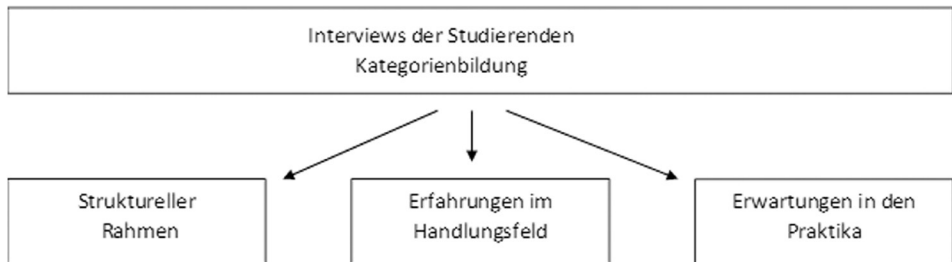 Interviews der Studierenden
Kategorienbildung
Struktureller
Rahmen
Erfahrungen im
Handlungsfeld
Erwartungen in den
Praktika